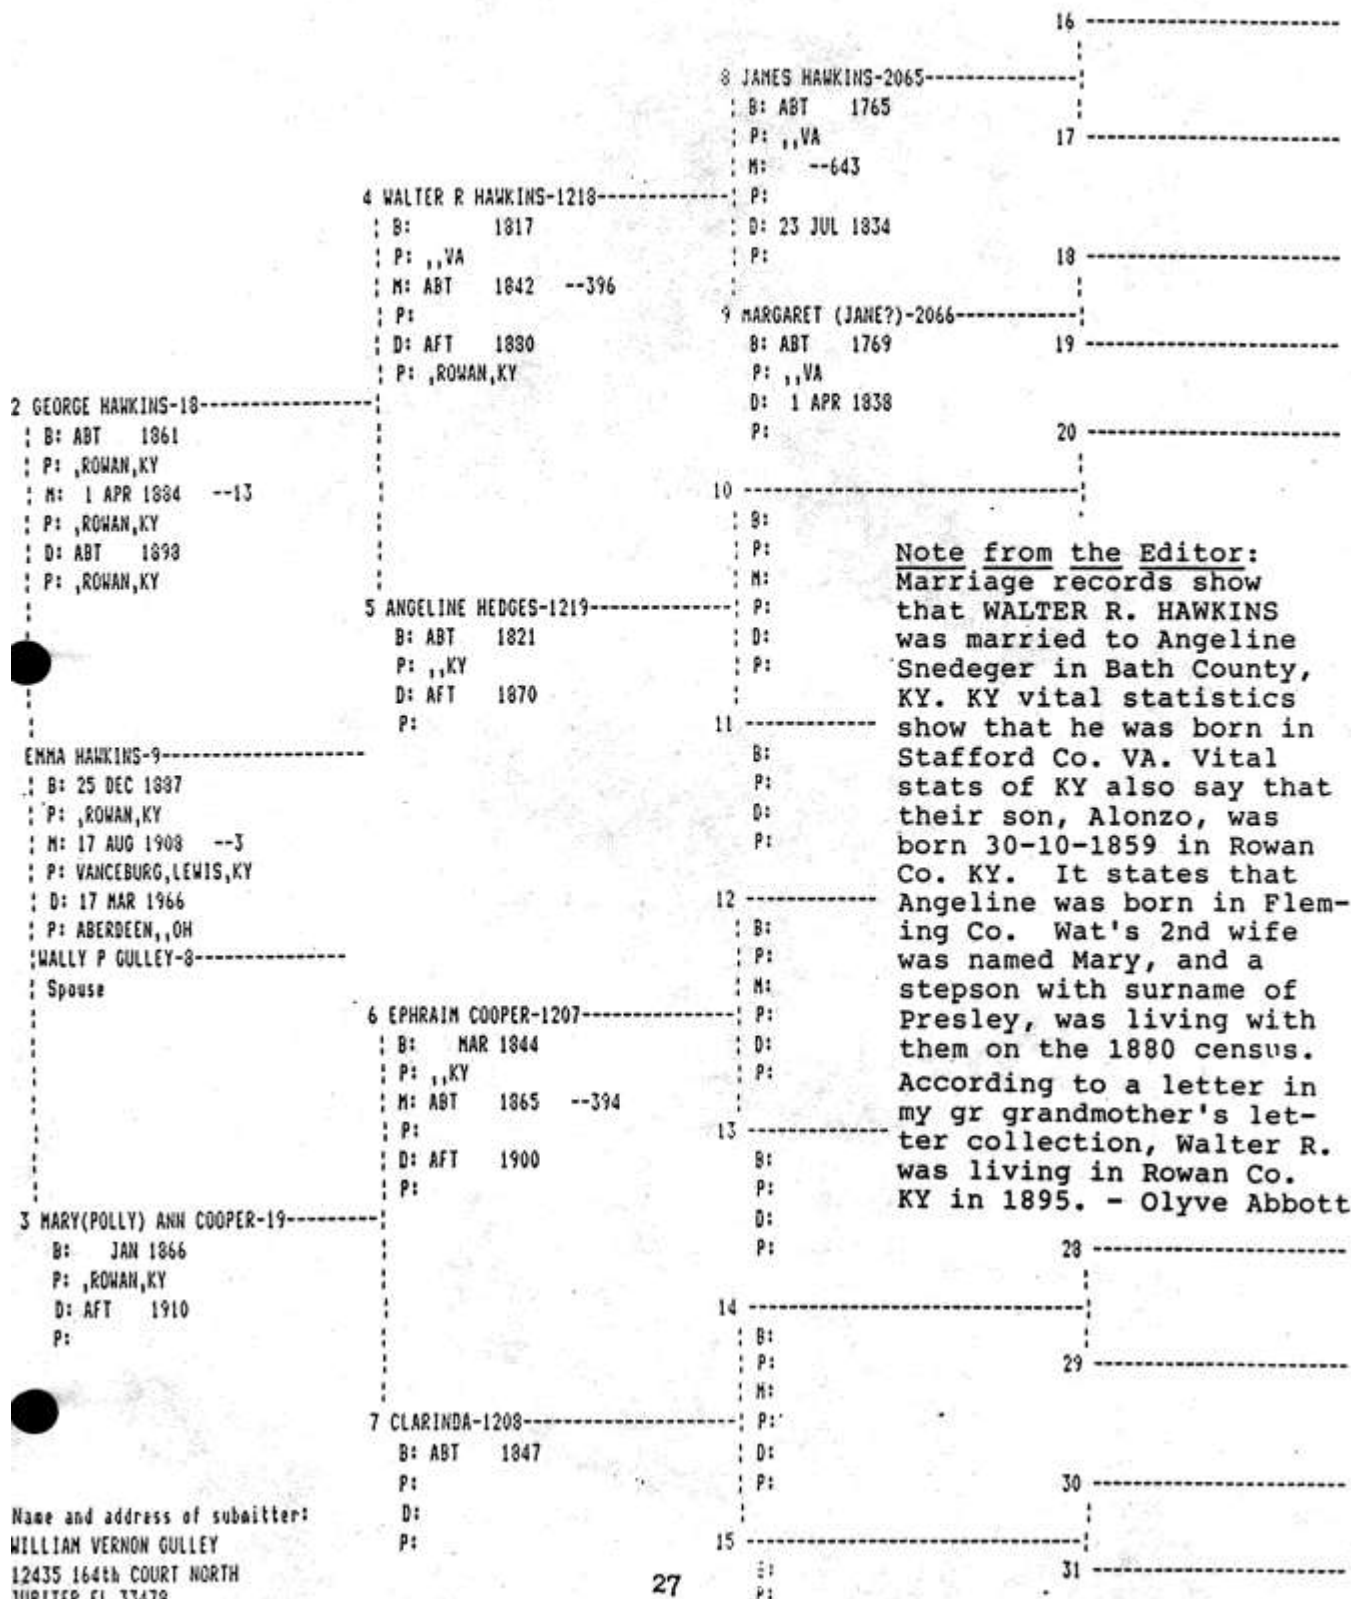 16
8 JAMES HAWKINS-2065
B: ABT 1765
P: ,,VA
17
M: --643
4 WALTER R HAWKINS-1218
P:
B: 1817
D: 23 JUL 1834
P: ,,VA
P:
18
M: ABT 1842 --396
P:
9 MARGARET (JANE?)-2066
D: AFT 1880
B: ABT 1769
19
P: ,ROWAN,KY
P: ,,VA
2 GEORGE HAWKINS-18
D: 1 APR 1838
B: ABT 1861
P:
20
P: ,ROWAN,KY
M: 1 APR 1884 --13
10
P: ,ROWAN,KY
B:
D: ABT 1898
P:
P: ,ROWAN,KY
M:
5 ANGELINE HEDGES-1219
P:
B: ABT 1821
D:
P: ,,KY
P:
D: AFT 1870
P:
11
EMMA HAWKINS-9
B:
B: 25 DEC 1887
P:
P: ,ROWAN,KY
D:
M: 17 AUG 1908 --3
P:
P: VANCEBURG,LEWIS,KY
D: 17 MAR 1966
12
P: ABERDEEN,,OH
B:
WALLY P GULLEY-8
P:
Spouse
M:
6 EPHRAIM COOPER-1207
P:
B: MAR 1844
D:
P: ,,KY
P:
M: ABT 1865 --394
P:
13
D: AFT 1900
B:
P:
P:
3 MARY(POLLY) ANN COOPER-19
D:
B: JAN 1866
P:
28
P: ,ROWAN,KY
D: AFT 1910
14
P:
B:
P:
29
M:
7 CLARINDA-1208
P:
B: ABT 1847
D:
P:
P:
30
D:
P:
15
31
B:
P:
Note from the Editor:
Marriage records show
that WALTER R. HAWKINS
was married to Angeline
Snedeger in Bath County,
KY. KY vital statistics
show that he was born in
Stafford Co. VA. Vital
stats of KY also say that
their son, Alonzo, was
born 30-10-1859 in Rowan
Co. KY. It states that
Angeline was born in Flem-
ing Co. Wat's 2nd wife
was named Mary, and a
stepson with surname of
Presley, was living with
them on the 1880 census.
According to a letter in
my gr grandmother's let-
ter collection, Walter R.
was living in Rowan Co.
KY in 1895. - Olyve Abbott
Name and address of submitter:
WILLIAM VERNON GULLEY
12435 164th COURT NORTH
JUPITER FL 33478
27